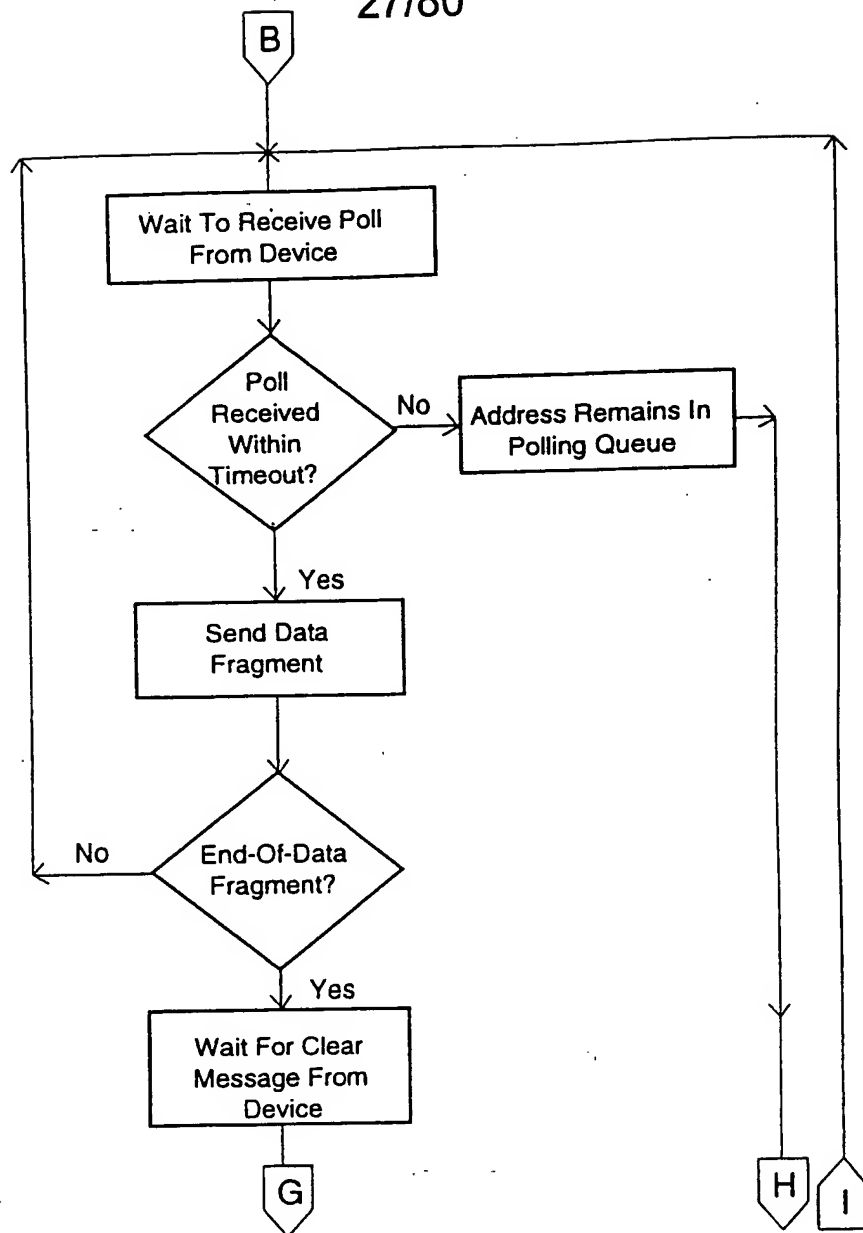 27/80
B
Wait To Receive Poll
From Device
Poll
Received
Within
Timeout?
No
Address Remains In
Polling Queue
Yes
Send Data
Fragment
No
End-Of-Data
Fragment?
Yes
Wait For Clear
Message From
Device
G
H
I